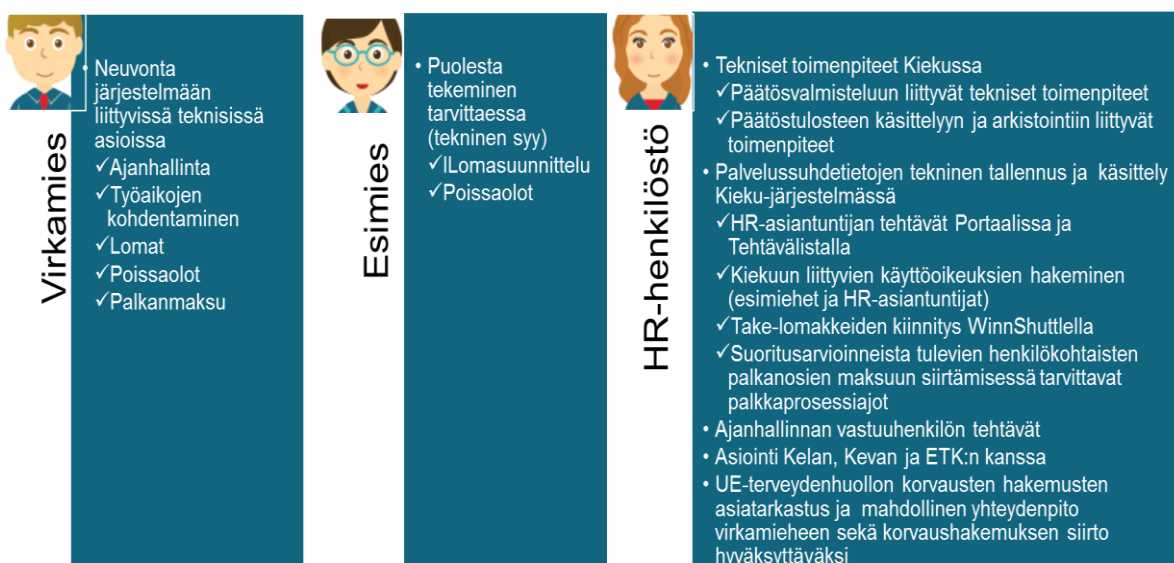 Virkamies
• Neuvonta
järjestelmään
liittyvissä teknisissä
asioissa
✓Ajanhallinta
✓Työaikojen
kohdentaminen
✓Lomat
✓Poissaolot
✓Palkanmaksu
Esimies
• Puolesta
tekeminen
tarvittaessa
(tekninen syy)
✓lLomasuunnittelu
✓Poissaolot
HR-henkilöstö
• Tekniset toimenpiteet Kiekussa
✓Päätösvalmisteluun liittyvät tekniset toimenpiteet
✓Päätöstulosteen käsittelyyn ja arkistointiin liittyvät
toimenpiteet
• Palvelussuhdetietojen tekninen tallennus ja käsittely
Kieku-järjestelmässä
✓HR-asiantuntijan tehtävät Portaalissa ja
Tehtävälistalla
✓Kiekuun liittyvien käyttöoikeuksien hakeminen
(esimiehet ja HR-asiantuntijat)
✓Take-lomakkeiden kiinnitys WinnShuttlella
✓Suoritusarvioinneista tulevien henkilökohtaisten
palkanosien maksuun siirtämisessä tarvittavat
palkkaprosessiajot
• Ajanhallinnan vastuuhenkilön tehtävät
• Asiointi Kelan, Kevan ja ETK:n kanssa
• UE-terveydenhuollon korvausten hakemusten
asiatarkastus ja mahdollinen yhteydenpito
virkamieheen sekä korvaushakemuksen siirto
hyväksyttäväksi